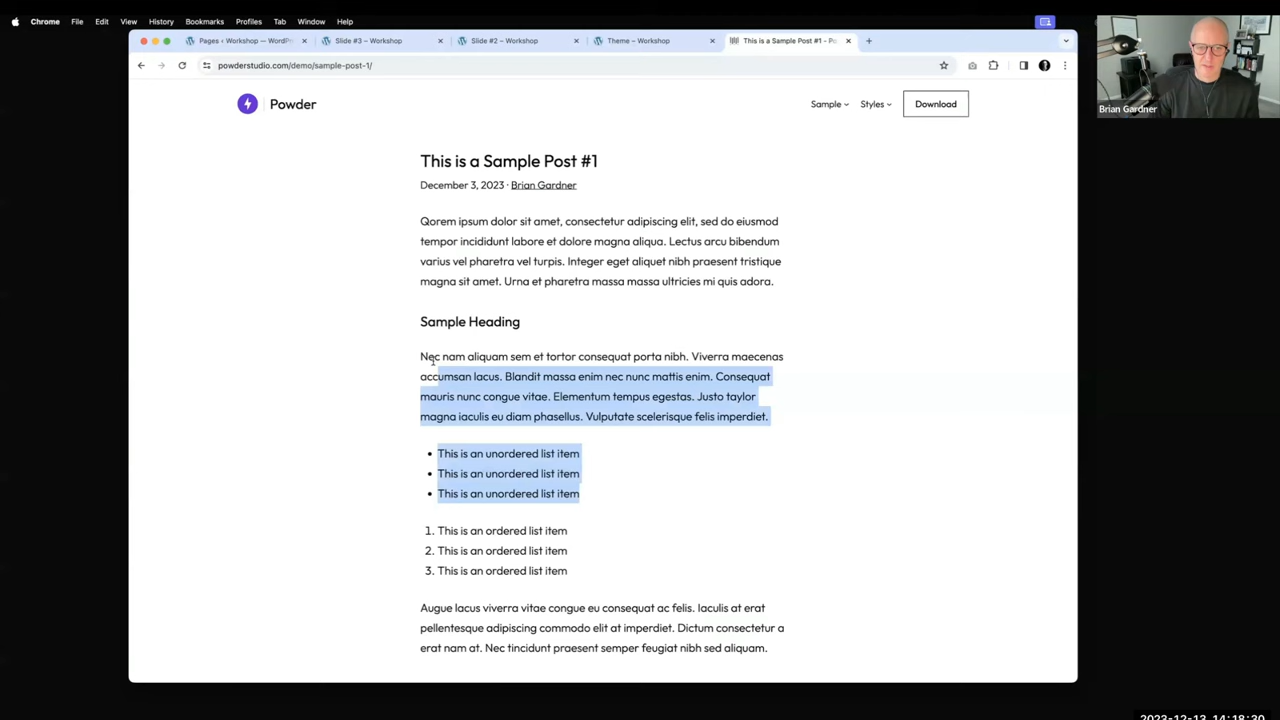 Chrome File Edit View History Bookmarks Profiles Tab Window Help
Pages ‹ Workshop — WordP
Slide #3 – Workshop
Slide #2 – Workshop
Theme – Workshop
This is a Sample Post #1 - P
powderstudio.com/demo/sample-post-1/
Brian Gardner
Powder
Sample
Styles
Download
This is a Sample Post #1
December 3, 2023 · Brian Gardner
Qorem ipsum dolor sit amet, consectetur adipiscing elit, sed do eiusmod
tempor incididunt labore et dolore magna aliqua. Lectus arcu bibendum
varius vel pharetra vel turpis. Integer eget aliquet nibh praesent tristique
magna sit amet. Urna et pharetra massa massa ultricies mi quis adora.
Sample Heading
Nec nam aliquam sem et tortor consequat porta nibh. Viverra maecenas
accumsan lacus. Blandit massa enim nec nunc mattis enim. Consequat
mauris nunc congue vitae. Elementum tempus egestas. Justo taylor
magna iaculis eu diam phasellus. Vulputate scelerisque felis imperdiet.
• This is an unordered list item
• This is an unordered list item
• This is an unordered list item
1. This is an ordered list item
2. This is an ordered list item
3. This is an ordered list item
Augue lacus viverra vitae congue eu consequat ac felis. Iaculis at erat
pellentesque adipiscing commodo elit at imperdiet. Dictum consectetur a
erat nam at. Nec tincidunt praesent semper feugiat nibh sed aliquam.
2023-12-13 14:18:30